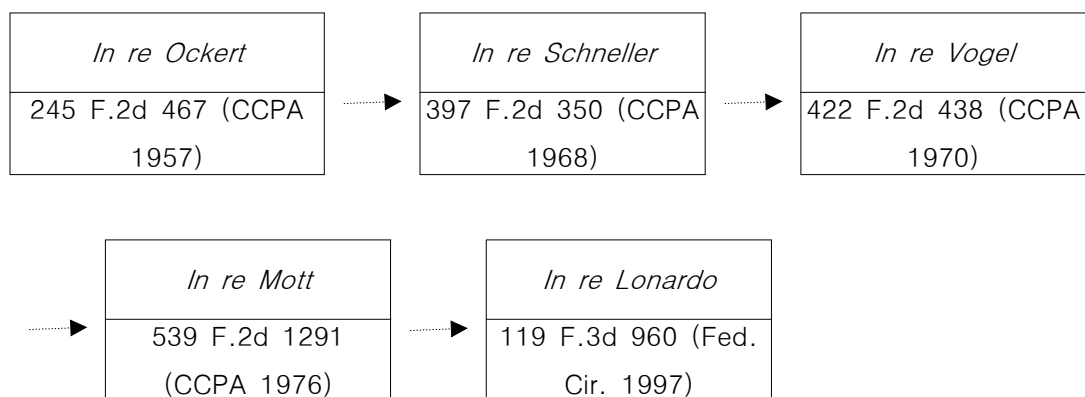 In re Ockert
245 F.2d 467 (CCPA
1957)
In re Schneller
397 F.2d 350 (CCPA
1968)
In re Vogel
422 F.2d 438 (CCPA
1970)
In re Mott
539 F.2d 1291
(CCPA 1976)
In re Lonardo
119 F.3d 960 (Fed.
Cir. 1997)